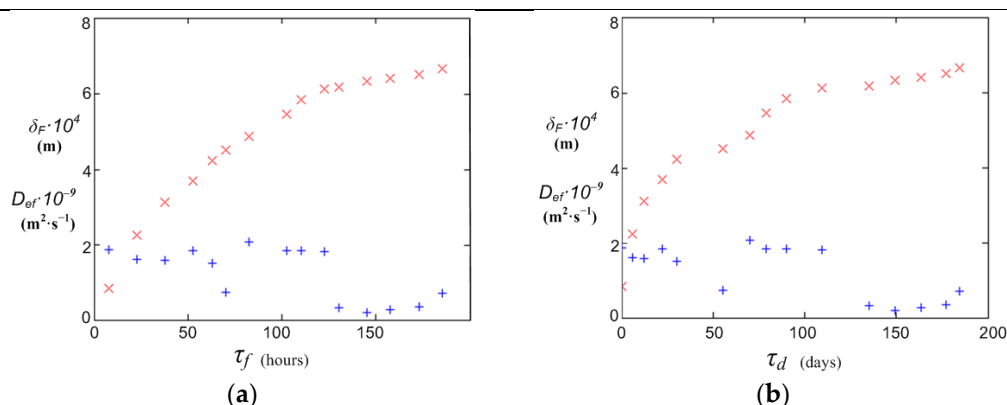 8
6
δF·10⁴
(m)
4
Def·10⁻⁹
(m²·s⁻¹)
2
0
0 50 100 150
τf (hours)
(a)
8
6
δF·10⁴
(m)
4
Def·10⁻⁹
(m²·s⁻¹)
2
0
0 50 100 150 200
τd (days)
(b)